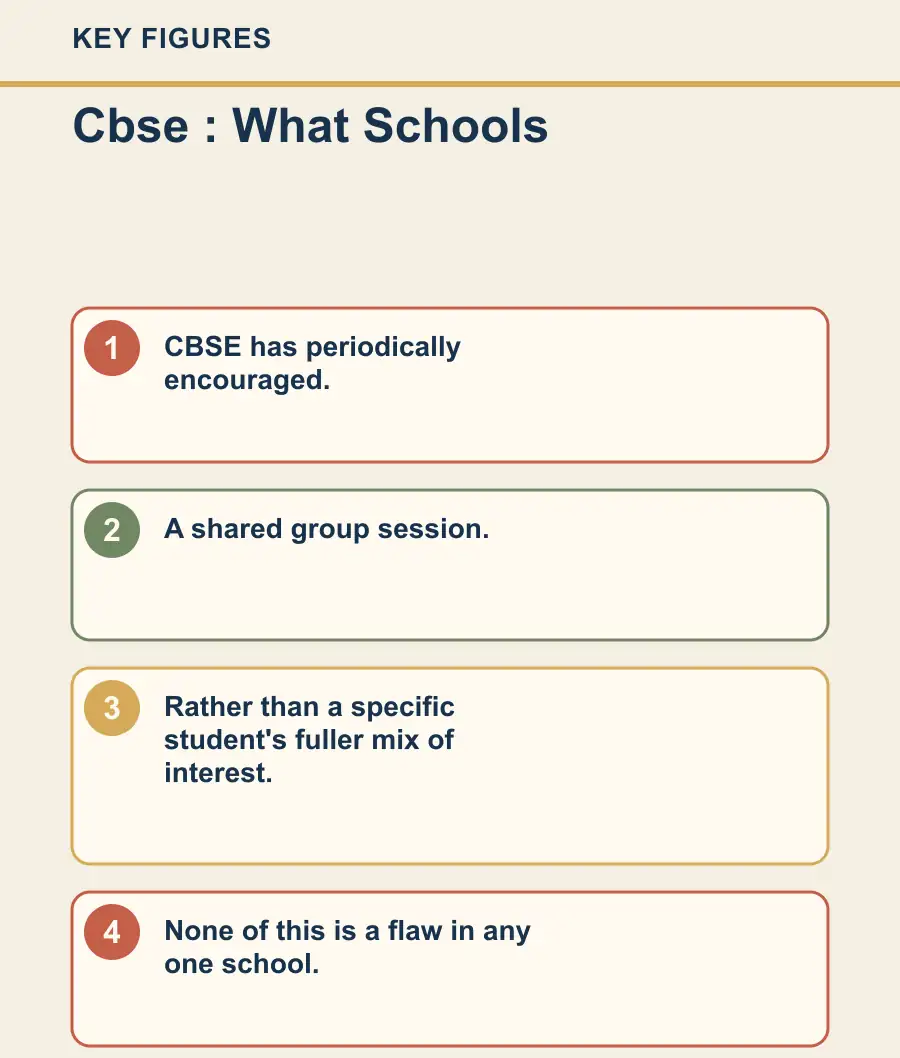 KEY FIGURES
Cbse : What Schools
1
CBSE has periodically
encouraged.
2
A shared group session.
3
Rather than a specific
student's fuller mix of
interest.
4
None of this is a flaw in any
one school.